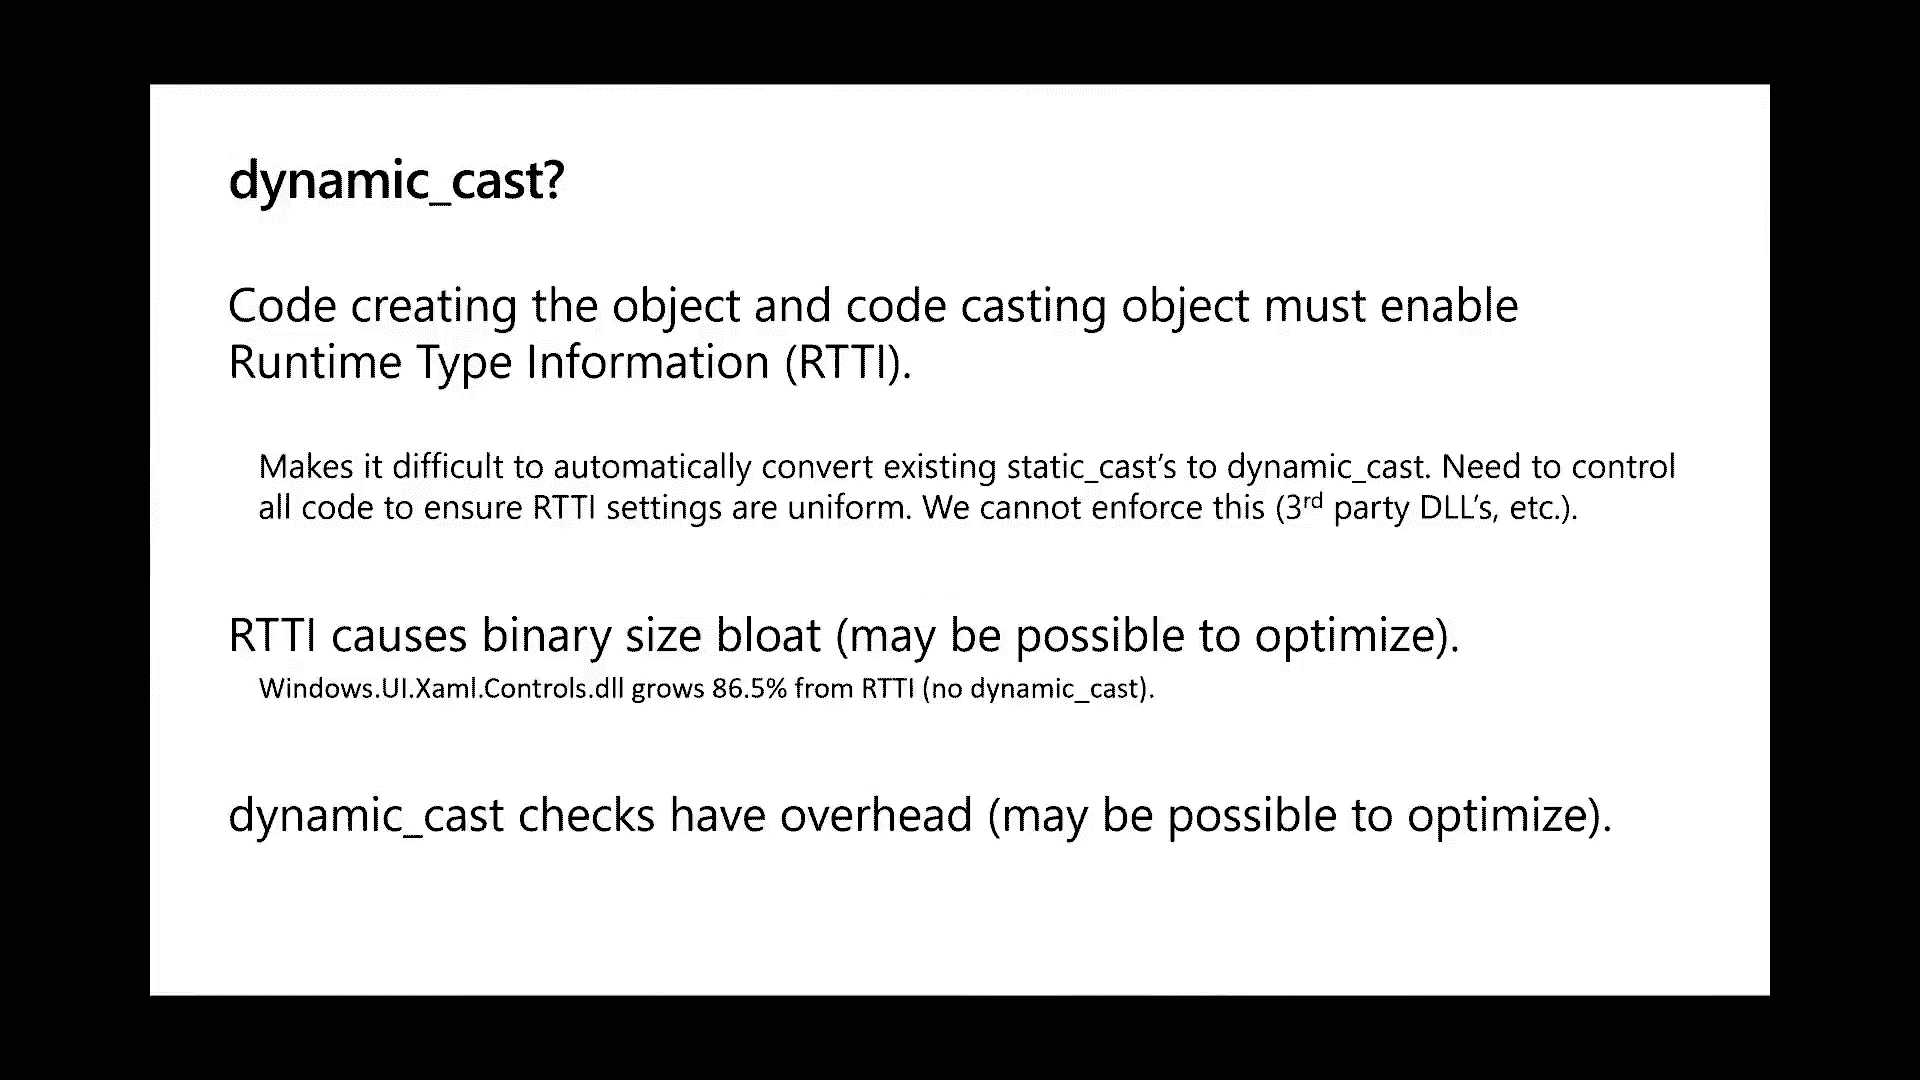 dynamic_cast?
Code creating the object and code casting object must enable
Runtime Type Information (RTTI).
Makes it difficult to automatically convert existing static_cast’s to dynamic_cast. Need to control
all code to ensure RTTI settings are uniform. We cannot enforce this (3rd party DLL’s, etc.).
RTTI causes binary size bloat (may be possible to optimize).
Windows.UI.Xaml.Controls.dll grows 86.5% from RTTI (no dynamic_cast).
dynamic_cast checks have overhead (may be possible to optimize).